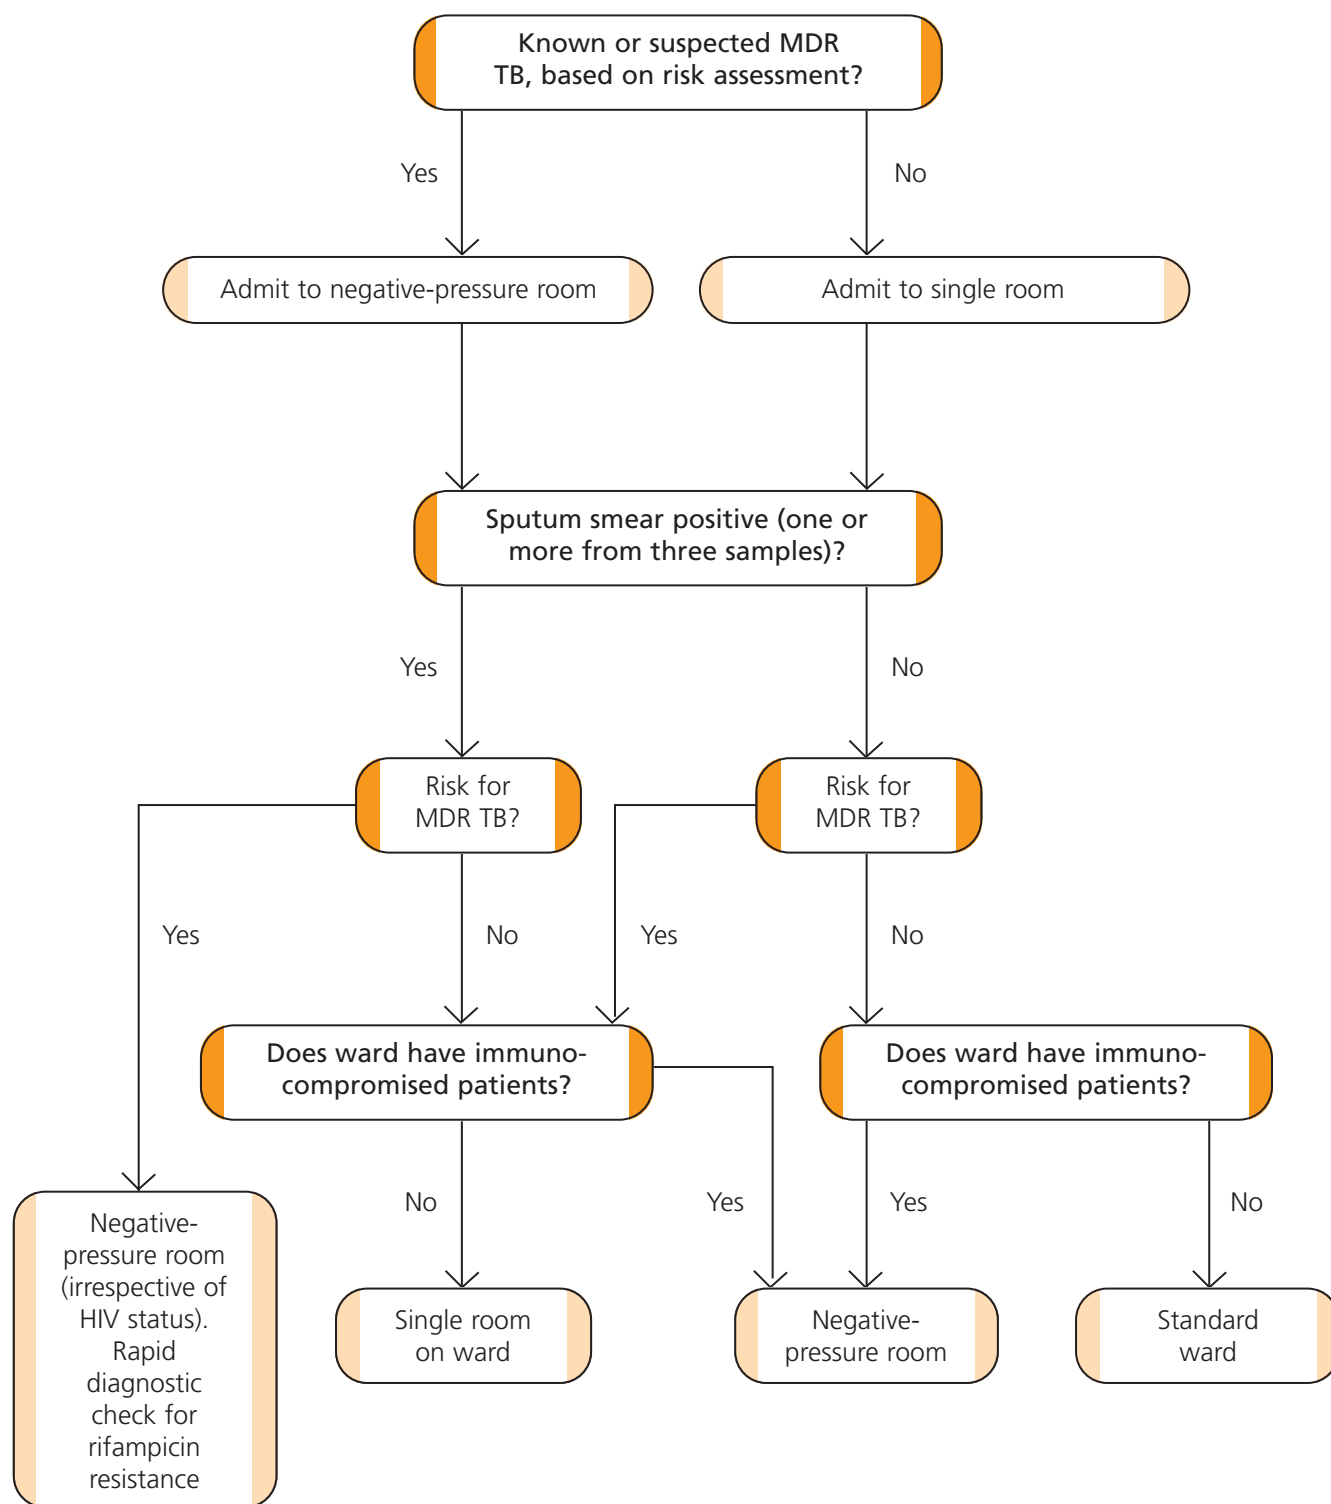 Known or suspected MDR
TB, based on risk assessment?
Yes
No
Admit to negative-pressure room
Admit to single room
Sputum smear positive (one or
more from three samples)?
Yes
No
Risk for
MDR TB?
Risk for
MDR TB?
Yes
No
Yes
No
Does ward have immuno-
compromised patients?
Does ward have immuno-
compromised patients?
No
Yes
Yes
No
Negative-
pressure room
(irrespective of
HIV status).
Rapid
diagnostic
check for
rifampicin
resistance
Single room
on ward
Negative-
pressure room
Standard
ward